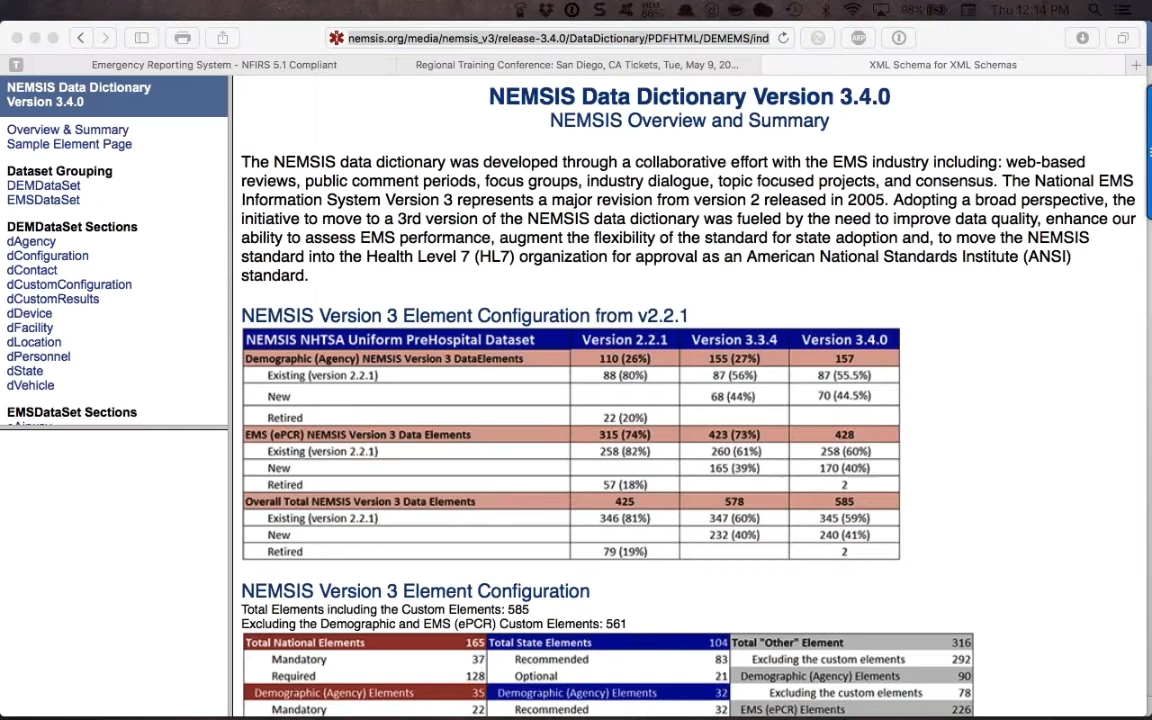 MEM
86%
98%
Thu 12:14 PM
nemsis.org/media/nemsis_v3/release-3.4.0/DataDictionary/PDFHTML/DEMEMS/ind
ABP
T
Emergency Reporting System - NFIRS 5.1 Compliant
Regional Training Conference: San Diego, CA Tickets, Tue, May 9, 20...
XML Schema for XML Schemas
NEMSIS Data Dictionary
Version 3.4.0
Overview & Summary
Sample Element Page
Dataset Grouping
DEMDataSet
EMSDataSet
DEMDataSet Sections
dAgency
dConfiguration
dContact
dCustomConfiguration
dCustomResults
dDevice
dFacility
dLocation
dPersonnel
dState
dVehicle
EMSDataSet Sections
NEMSIS Data Dictionary Version 3.4.0
NEMSIS Overview and Summary
The NEMSIS data dictionary was developed through a collaborative effort with the EMS industry including: web-based
reviews, public comment periods, focus groups, industry dialogue, topic focused projects, and consensus. The National EMS
Information System Version 3 represents a major revision from version 2 released in 2005. Adopting a broad perspective, the
initiative to move to a 3rd version of the NEMSIS data dictionary was fueled by the need to improve data quality, enhance our
ability to assess EMS performance, augment the flexibility of the standard for state adoption and, to move the NEMSIS
standard into the Health Level 7 (HL7) organization for approval as an American National Standards Institute (ANSI)
standard.
NEMSIS Version 3 Element Configuration from v2.2.1
NEMSIS NHTSA Uniform PreHospital Dataset Version 2.2.1 Version 3.3.4 Version 3.4.0
Demographic (Agency) NEMSIS Version 3 DataElements 110 (26%) 155 (27%) 157
Existing (version 2.2.1) 88 (80%) 87 (56%) 87 (55.5%)
New 68 (44%) 70 (44.5%)
Retired 22 (20%)
EMS (ePCR) NEMSIS Version 3 Data Elements 315 (74%) 423 (73%) 428
Existing (version 2.2.1) 258 (82%) 260 (61%) 258 (60%)
New 165 (39%) 170 (40%)
Retired 57 (18%) 2
Overall Total NEMSIS Version 3 Data Elements 425 578 585
Existing (version 2.2.1) 346 (81%) 347 (60%) 345 (59%)
New 232 (40%) 240 (41%)
Retired 79 (19%) 2
NEMSIS Version 3 Element Configuration
Total Elements including the Custom Elements: 585
Excluding the Demographic and EMS (ePCR) Custom Elements: 561
Total National Elements 165 Total State Elements 104 Total "Other" Element 316
Mandatory 37 Recommended 83 Excluding the custom elements 292
Required 128 Optional 21 Demographic (Agency) Elements 90
Demographic (Agency) Elements 35 Demographic (Agency) Elements 32 Excluding the custom elements 78
Mandatory 22 Recommended 32 EMS (ePCR) Elements 226